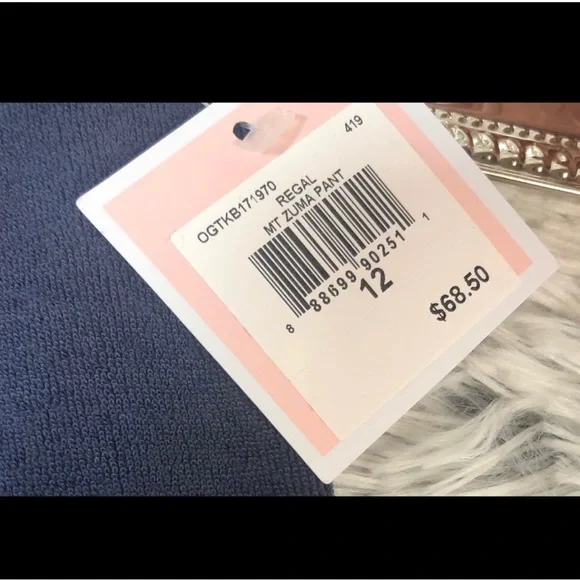 419
OGTKB171970
REGAL
MT ZUMA PANT
8 88699 90251 1
12
$68.50